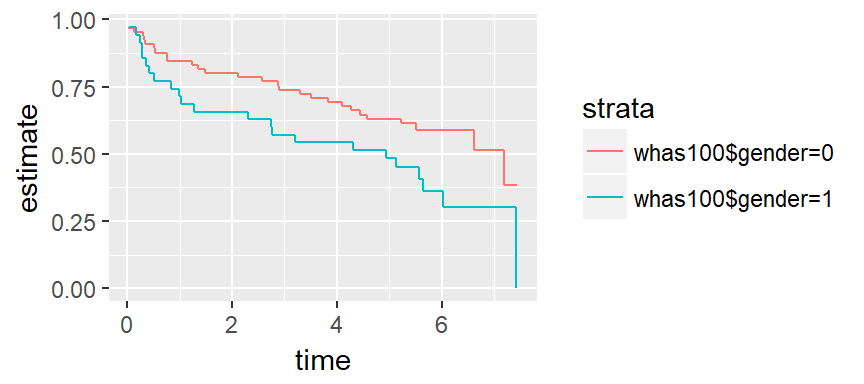 1.00
0.75
0.50
0.25
0.00
estimate
0 2 4 6
time
strata
whas100$gender=0
whas100$gender=1